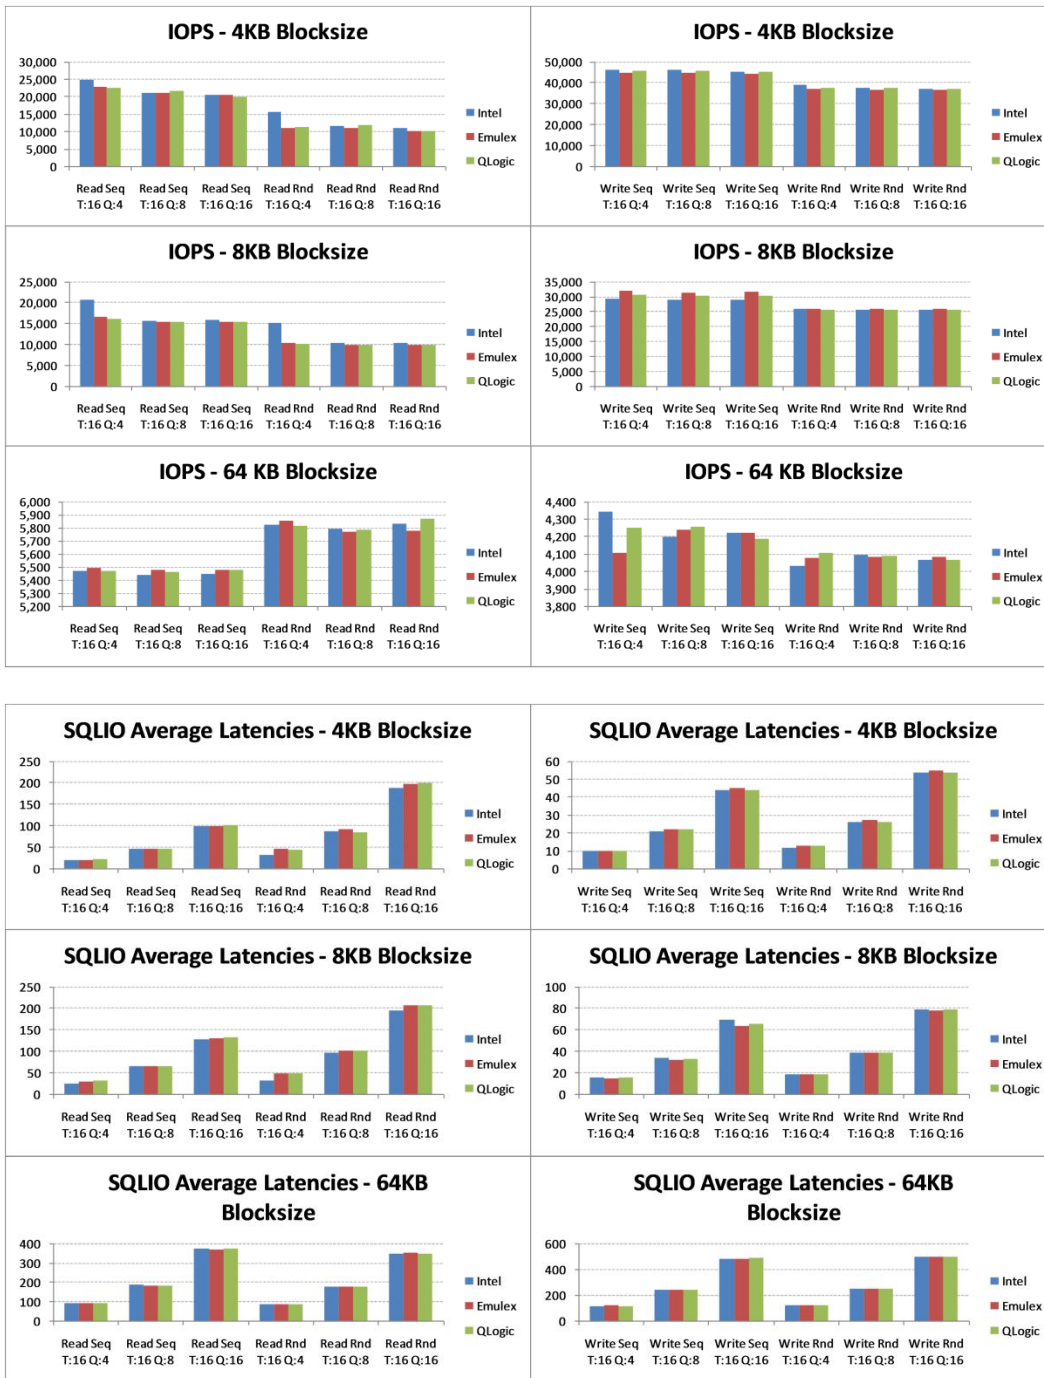 IOPS - 4KB Blocksize
30,000
25,000
20,000
15,000
10,000
5,000
0
Read Seq Read Seq Read Seq Read Rnd Read Rnd Read Rnd
T:16 Q:4 T:16 Q:8 T:16 Q:16 T:16 Q:4 T:16 Q:8 T:16 Q:16
Intel
Emulex
QLogic
IOPS - 4KB Blocksize
50,000
40,000
30,000
20,000
10,000
0
Write Seq Write Seq Write Seq Write Rnd Write Rnd Write Rnd
T:16 Q:4 T:16 Q:8 T:16 Q:16 T:16 Q:4 T:16 Q:8 T:16 Q:16
Intel
Emulex
QLogic
IOPS - 8KB Blocksize
25,000
20,000
15,000
10,000
5,000
0
Read Seq Read Seq Read Seq Read Rnd Read Rnd Read Rnd
T:16 Q:4 T:16 Q:8 T:16 Q:16 T:16 Q:4 T:16 Q:8 T:16 Q:16
Intel
Emulex
QLogic
IOPS - 8KB Blocksize
35,000
30,000
25,000
20,000
15,000
10,000
5,000
0
Write Seq Write Seq Write Seq Write Rnd Write Rnd Write Rnd
T:16 Q:4 T:16 Q:8 T:16 Q:16 T:16 Q:4 T:16 Q:8 T:16 Q:16
Intel
Emulex
QLogic
IOPS - 64 KB Blocksize
6,000
5,900
5,800
5,700
5,600
5,500
5,400
5,300
5,200
Read Seq Read Seq Read Seq Read Rnd Read Rnd Read Rnd
T:16 Q:4 T:16 Q:8 T:16 Q:16 T:16 Q:4 T:16 Q:8 T:16 Q:16
Intel
Emulex
QLogic
IOPS - 64 KB Blocksize
4,400
4,300
4,200
4,100
4,000
3,900
3,800
Write Seq Write Seq Write Seq Write Rnd Write Rnd Write Rnd
T:16 Q:4 T:16 Q:8 T:16 Q:16 T:16 Q:4 T:16 Q:8 T:16 Q:16
Intel
Emulex
QLogic
SQLIO Average Latencies - 4KB Blocksize
250
200
150
100
50
0
Read Seq Read Seq Read Seq Read Rnd Read Rnd Read Rnd
T:16 Q:4 T:16 Q:8 T:16 Q:16 T:16 Q:4 T:16 Q:8 T:16 Q:16
Intel
Emulex
QLogic
SQLIO Average Latencies - 4KB Blocksize
60
50
40
30
20
10
0
Write Seq Write Seq Write Seq Write Rnd Write Rnd Write Rnd
T:16 Q:4 T:16 Q:8 T:16 Q:16 T:16 Q:4 T:16 Q:8 T:16 Q:16
Intel
Emulex
QLogic
SQLIO Average Latencies - 8KB Blocksize
250
200
150
100
50
0
Read Seq Read Seq Read Seq Read Rnd Read Rnd Read Rnd
T:16 Q:4 T:16 Q:8 T:16 Q:16 T:16 Q:4 T:16 Q:8 T:16 Q:16
Intel
Emulex
QLogic
SQLIO Average Latencies - 8KB Blocksize
100
80
60
40
20
0
Write Seq Write Seq Write Seq Write Rnd Write Rnd Write Rnd
T:16 Q:4 T:16 Q:8 T:16 Q:16 T:16 Q:4 T:16 Q:8 T:16 Q:16
Intel
Emulex
QLogic
SQLIO Average Latencies - 64KB
Blocksize
400
300
200
100
0
Read Seq Read Seq Read Seq Read Rnd Read Rnd Read Rnd
T:16 Q:4 T:16 Q:8 T:16 Q:16 T:16 Q:4 T:16 Q:8 T:16 Q:16
Intel
Emulex
QLogic
SQLIO Average Latencies - 64KB
Blocksize
600
400
200
0
Write Seq Write Seq Write Seq Write Rnd Write Rnd Write Rnd
T:16 Q:4 T:16 Q:8 T:16 Q:16 T:16 Q:4 T:16 Q:8 T:16 Q:16
Intel
Emulex
QLogic